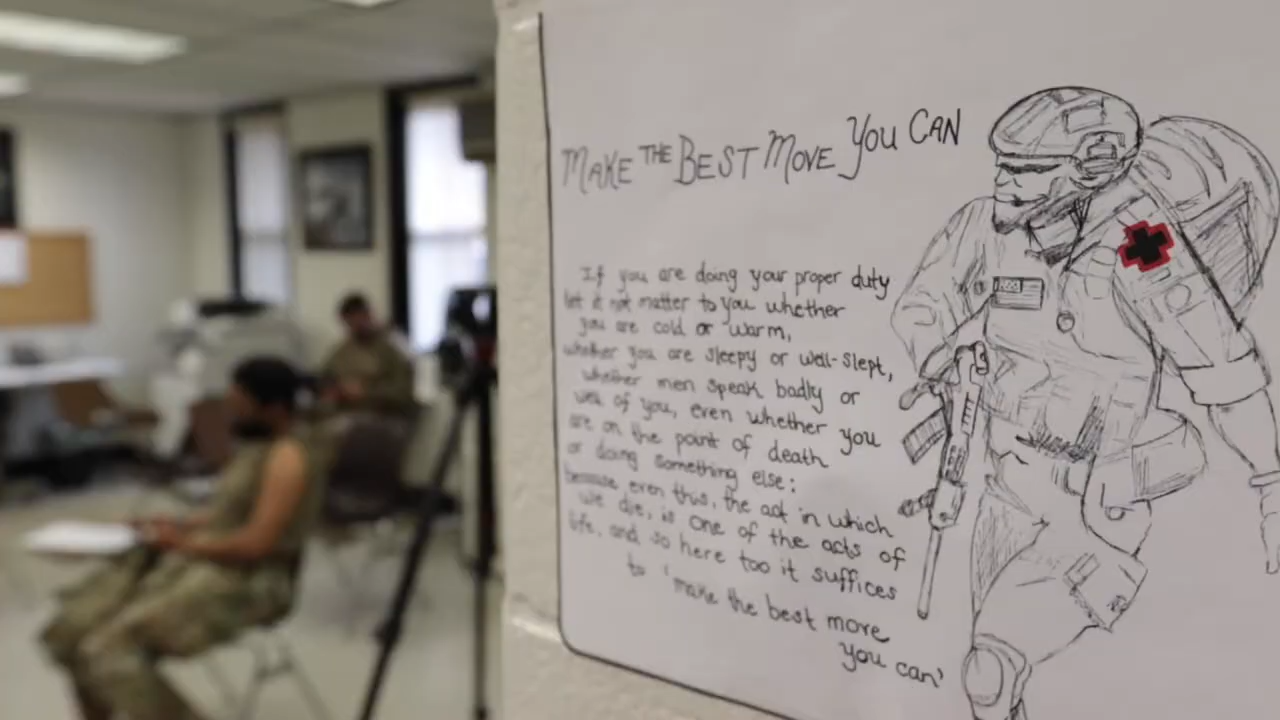 MAKE THE BEST MOVE YOU CAN
If you are doing your proper duty
let it not matter to you whether
you are cold or warm,
whether you are sleepy or well-slept,
whether men speak badly or
well of you, even whether you
are on the point of death
or doing something else:
because even this, the act in which
we die, is one of the acts of
life, and so here too it suffices
to 'make the best move
you can'